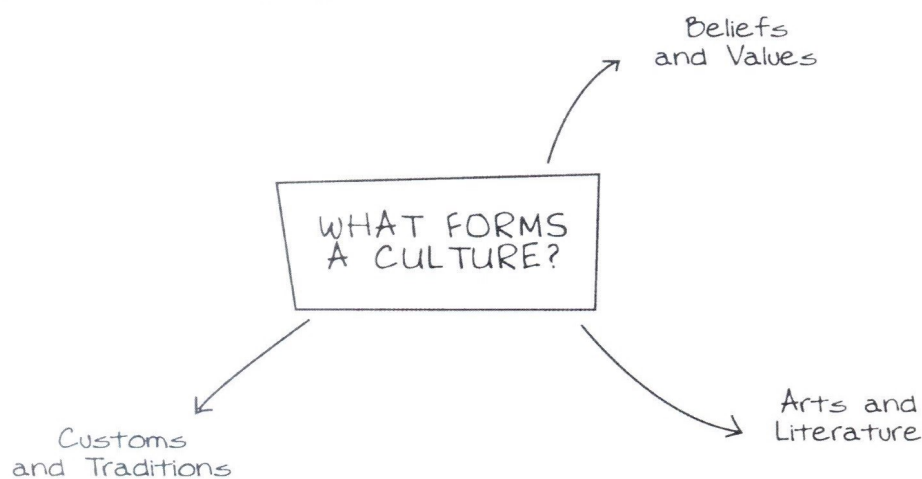 Beliefs
and Values
WHAT FORMS
A CULTURE?
Customs
and Traditions
Arts and
Literature